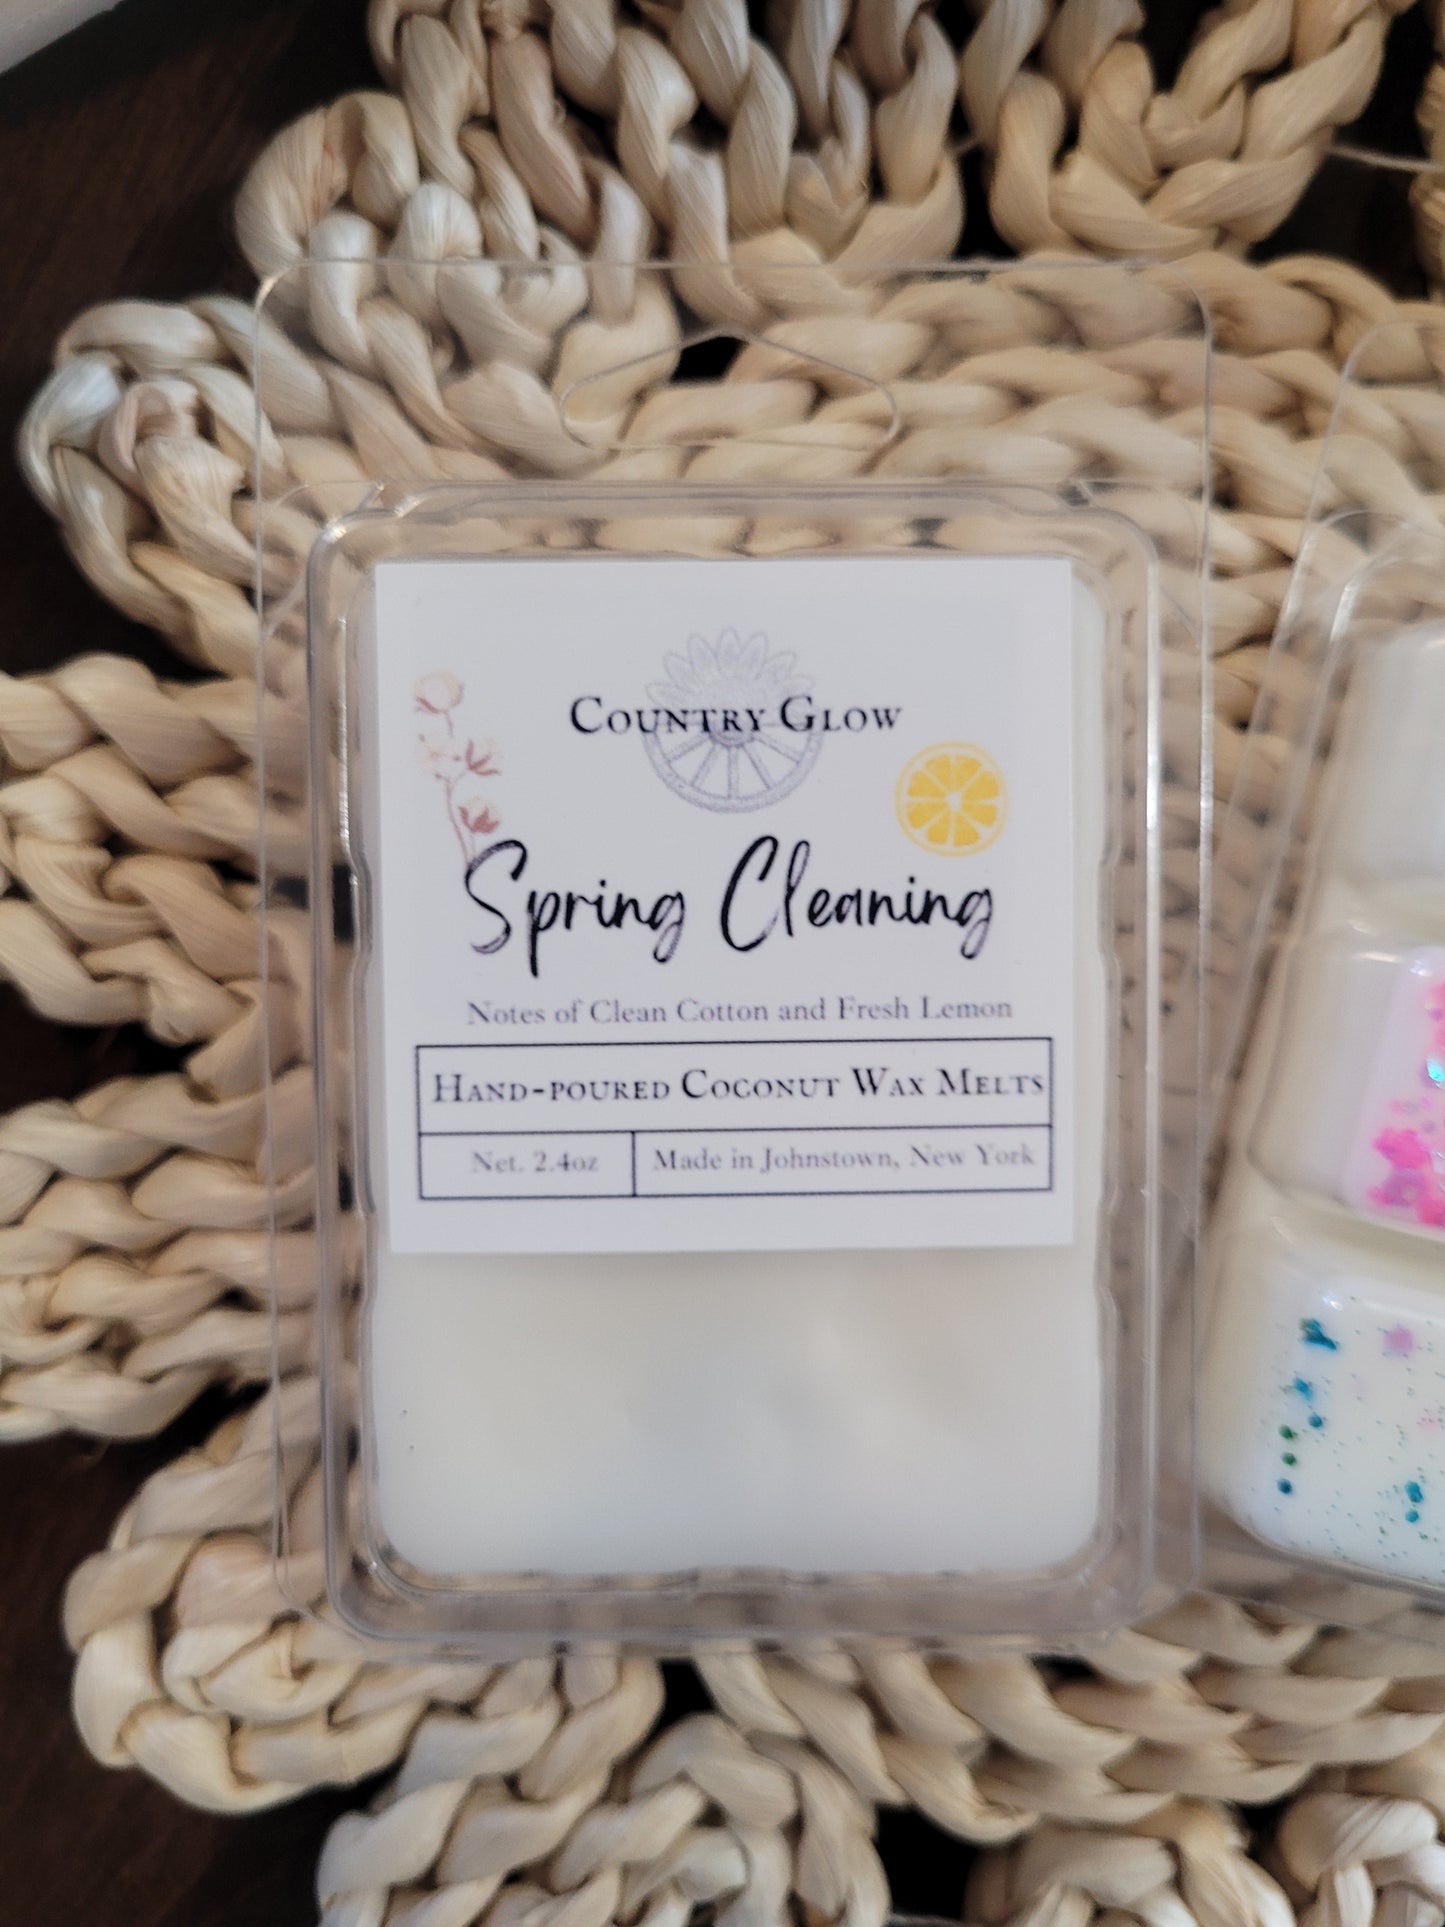 Country Glow
Spring Cleaning
Notes of Clean Cotton and Fresh Lemon
Hand-poured Coconut Wax Melts
Net. 2.4oz
Made in Johnstown, New York